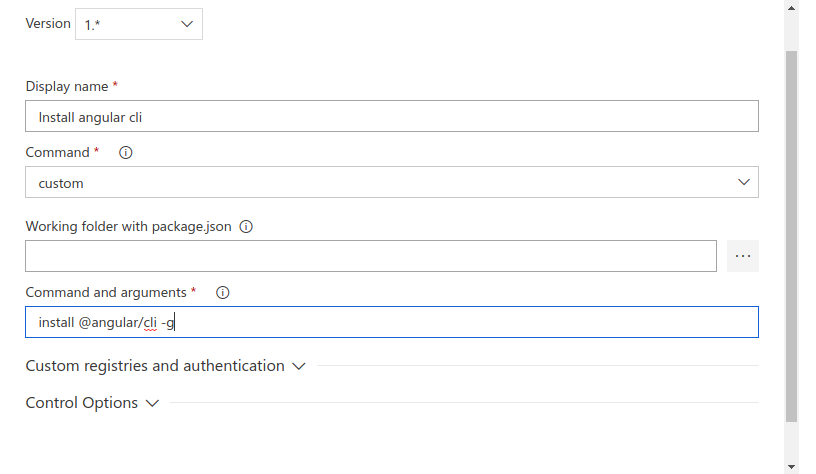 Version 1.*
Display name *
Install angular cli
Command *
custom
Working folder with package.json
...
Command and arguments *
install @angular/cli -g
Custom registries and authentication
Control Options